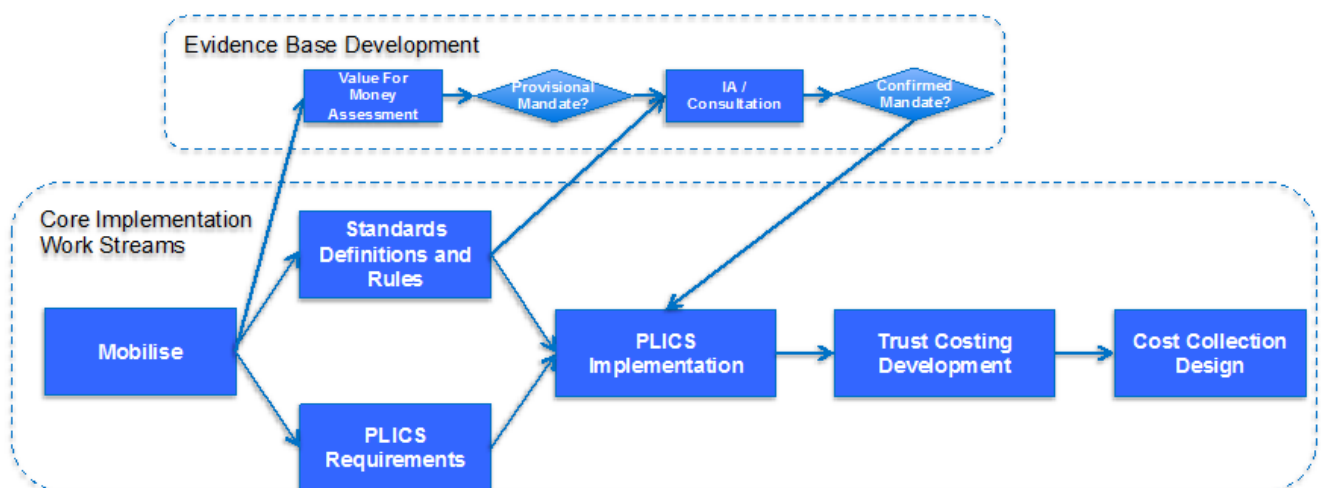 Evidence Base Development
Value For
Money
Assessment
Provisional
Mandate?
IA /
Consultation
Confirmed
Mandate?
Core Implementation
Work Streams
Standards
Definitions and
Rules
Mobilise
PLICS
Implementation
Trust Costing
Development
Cost Collection
Design
PLICS
Requirements